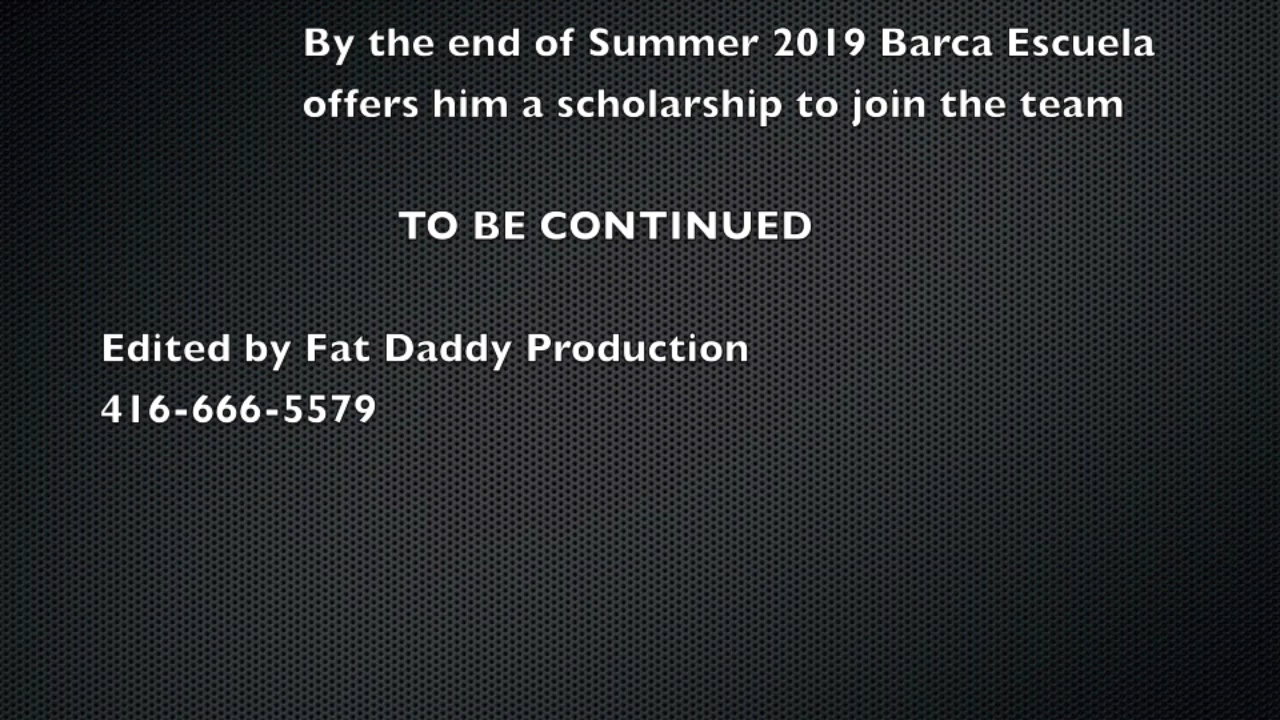 By the end of Summer 2019 Barca Escuela
offers him a scholarship to join the team
TO BE CONTINUED
Edited by Fat Daddy Production
416-666-5579